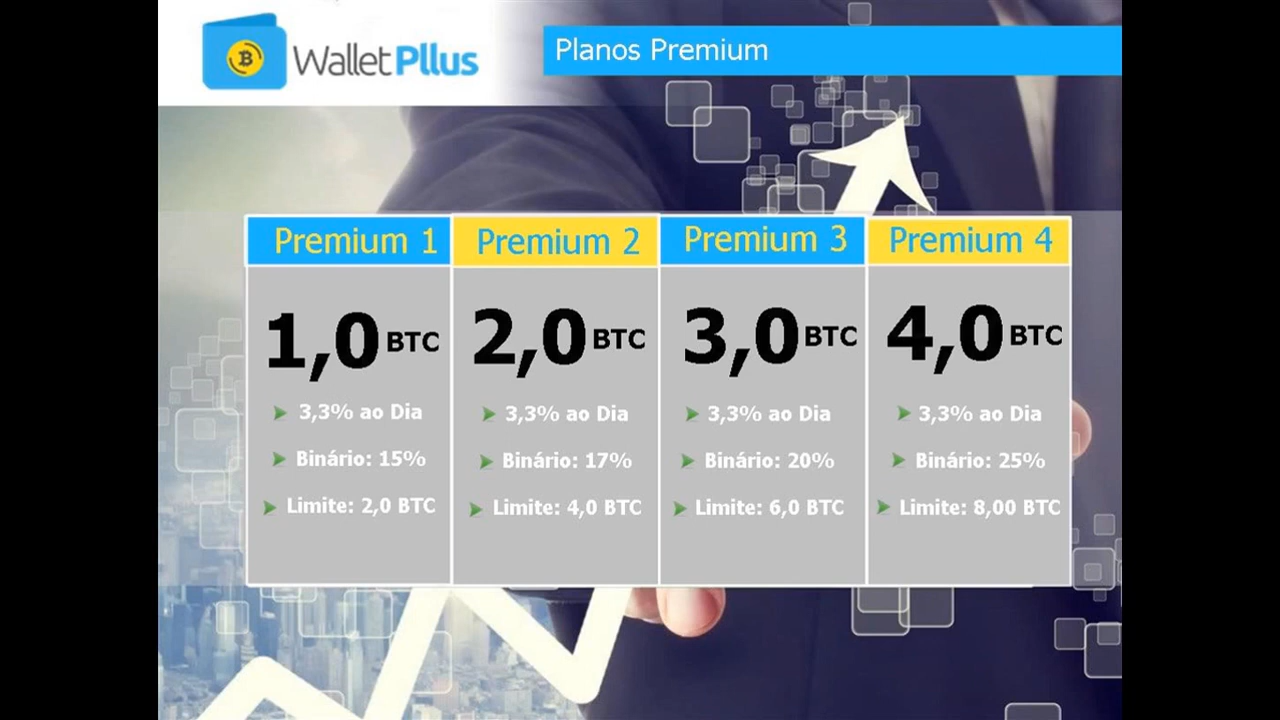 Wallet Pllus
Planos Premium
Premium 1
1,0 BTC
3,3% ao Dia
Binário: 15%
Limite: 2,0 BTC
Premium 2
2,0 BTC
3,3% ao Dia
Binário: 17%
Limite: 4,0 BTC
Premium 3
3,0 BTC
3,3% ao Dia
Binário: 20%
Limite: 6,0 BTC
Premium 4
4,0 BTC
3,3% ao Dia
Binário: 25%
Limite: 8,00 BTC